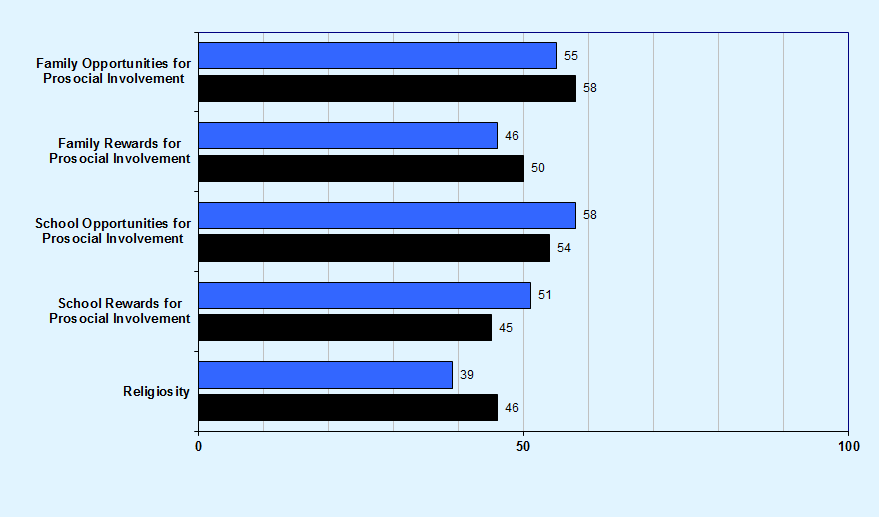 Family Opportunities for
Prosocial Involvement
55
58
Family Rewards for
Prosocial Involvement
46
50
School Opportunities for
Prosocial Involvement
58
54
School Rewards for
Prosocial Involvement
51
45
Religiosity
39
46
0
50
100